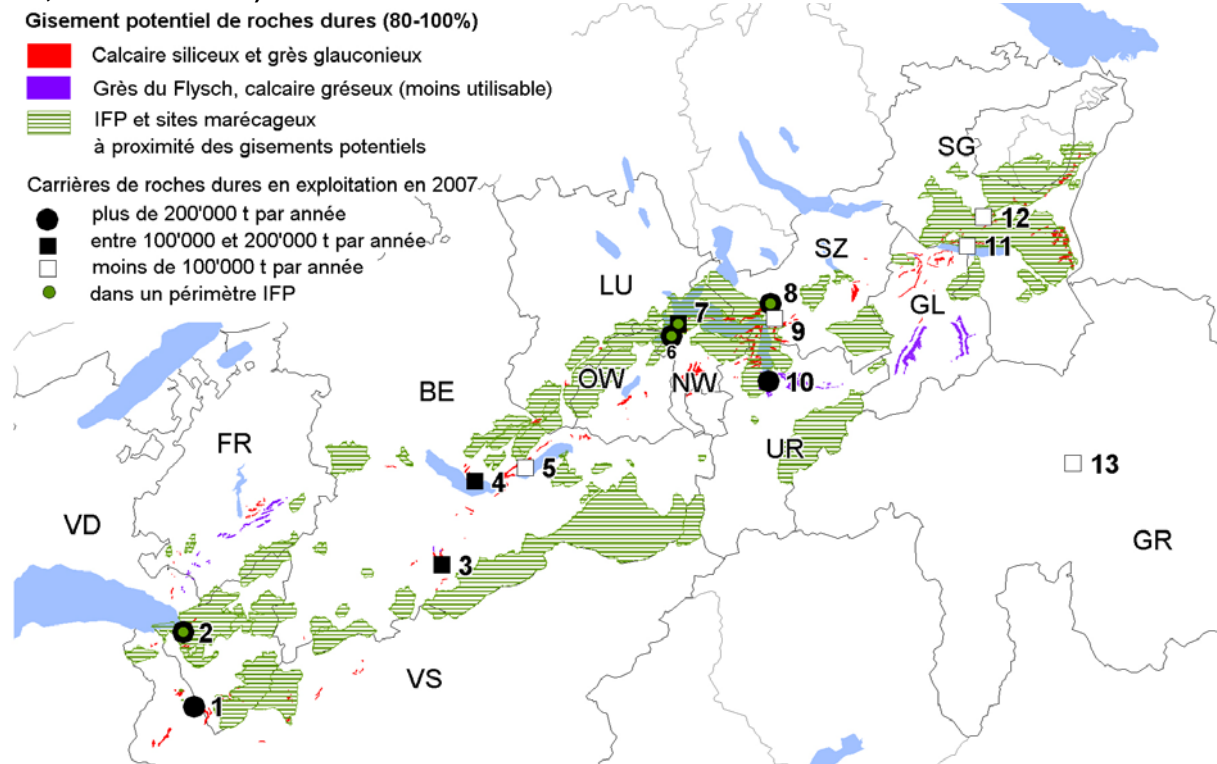 Gisement potentiel de roches dures (80-100%)
Calcaire siliceux et grès glauconieux
Grès du Flysch, calcaire gréseux (moins utilisable)
IFP et sites marécageux
à proximité des gisements potentiels
Carrières de roches dures en exploitation en 2007
plus de 200'000 t par année
entre 100'000 et 200'000 t par année
moins de 100'000 t par année
dans un périmètre IFP
SG
12
11
SZ
LU
8
7
9
GL
6
OW
NW
10
BE
FR
UR
5
4
13
VD
GR
3
2
VS
1